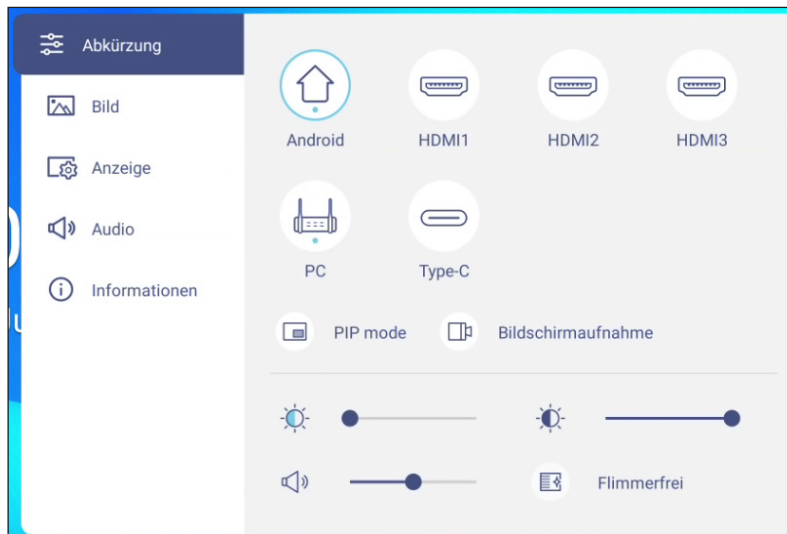 Abkürzung
Bild
Anzeige
Audio
Informationen
Android
HDMI1
HDMI2
HDMI3
PC
Type-C
PIP mode
Bildschirmaufnahme
Flimmerfrei